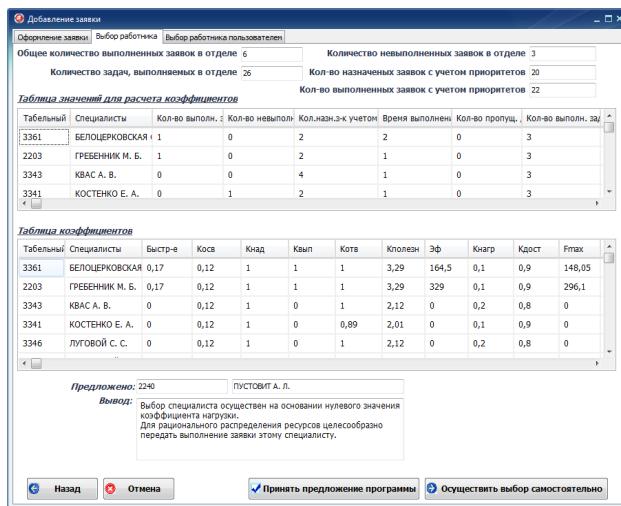 Добавление заявки
Оформление заявки Выбор работника Выбор работника пользователем
Общее количество выполненных заявок в отделе 6 Количество невыполненных заявок в отделе 3
Количество задач, выполняемых в отделе 26 Кол-во назначеных заявок с учетом приоритетов 20
Кол-во выполненных заявок с учетом приоритетов 22
Таблица значений для расчета коэффициентов
Табельный Специалисты Кол-во выполн. з Кол-во невыполн Кол.назн.з-к учетом Время выполнени Кол-во пропущ. Кол-во выполн. зад
3361 БЕЛОЦЕРКОВСКАЯ 1 0 2 2 0 3
2203 ГРЕБЕННИК М. Б. 1 0 2 1 0 3
3343 КВАС А. В. 0 0 4 1 0 3
3341 КОСТЕНКО Е. А. 0 1 2 1 0 3
Таблица коэффициентов
Табельный Специалисты Быстр-е Косв Кнад Квып Котв Кполезн Эф Кнагр Кдост Fmax
3361 БЕЛОЦЕРКОВСКАЯ 0,17 0,12 1 1 1 3,29 164,5 0,1 0,9 148,05
2203 ГРЕБЕННИК М. Б. 0,17 0,12 1 1 1 3,29 329 0,1 0,9 296,1
3343 КВАС А. В. 0 0,12 1 0 1 2,12 0 0,2 0,8 0
3341 КОСТЕНКО Е. А. 0 0,12 1 0 0,89 2,01 0 0,1 0,9 0
3346 ЛУГОВОЙ С. С. 0 0,12 1 0 1 2,12 0 0,2 0,8 0
Предложено: 2240 ПУСТОВИТ А. Л.
Вывод: Выбор специалиста осуществлен на основании нулевого значения
коэффициента нагрузки.
Для рационального распределения ресурсов целесообразно
передать выполнение заявки этому специалисту.
Назад Отмена Принять предложение программы Осуществить выбор самостоятельно